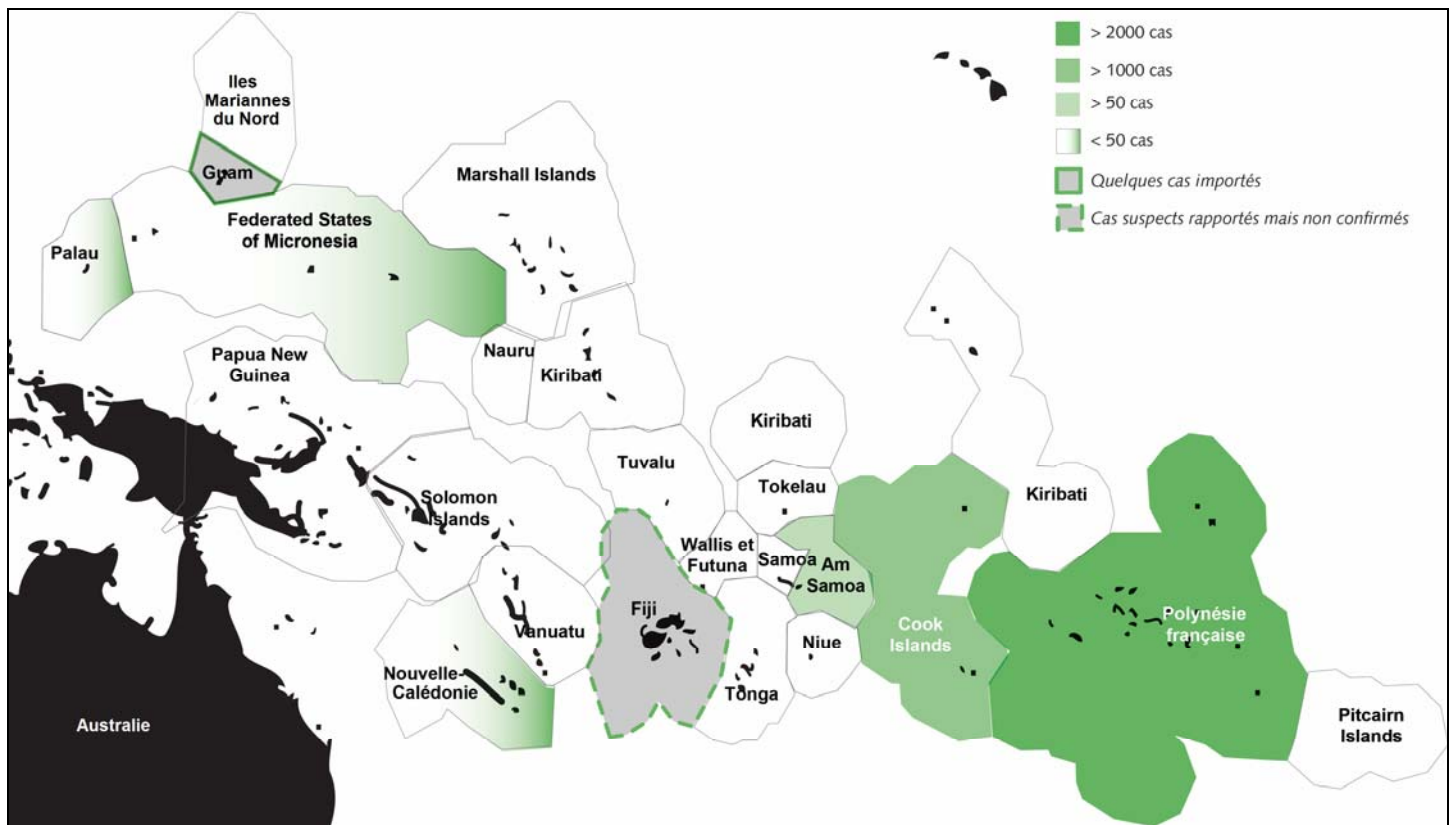 > 2000 cas
> 1000 cas
> 50 cas
< 50 cas
Quelques cas importés
Cas suspects rapportés mais non confirmés
Iles
Mariannes
du Nord
Guam
Marshall Islands
Federated States
of Micronesia
Palau
Papua New
Guinea
Nauru
Kiribati
Kiribati
Tuvalu
Tokelau
Kiribati
Solomon
Islands
Wallis et
Futuna
Samoa
Am
Samoa
Fiji
Vanuatu
Niue
Cook
Islands
Polynésie
française
Nouvelle-
Calédonie
Tonga
Australie
Pitcairn
Islands